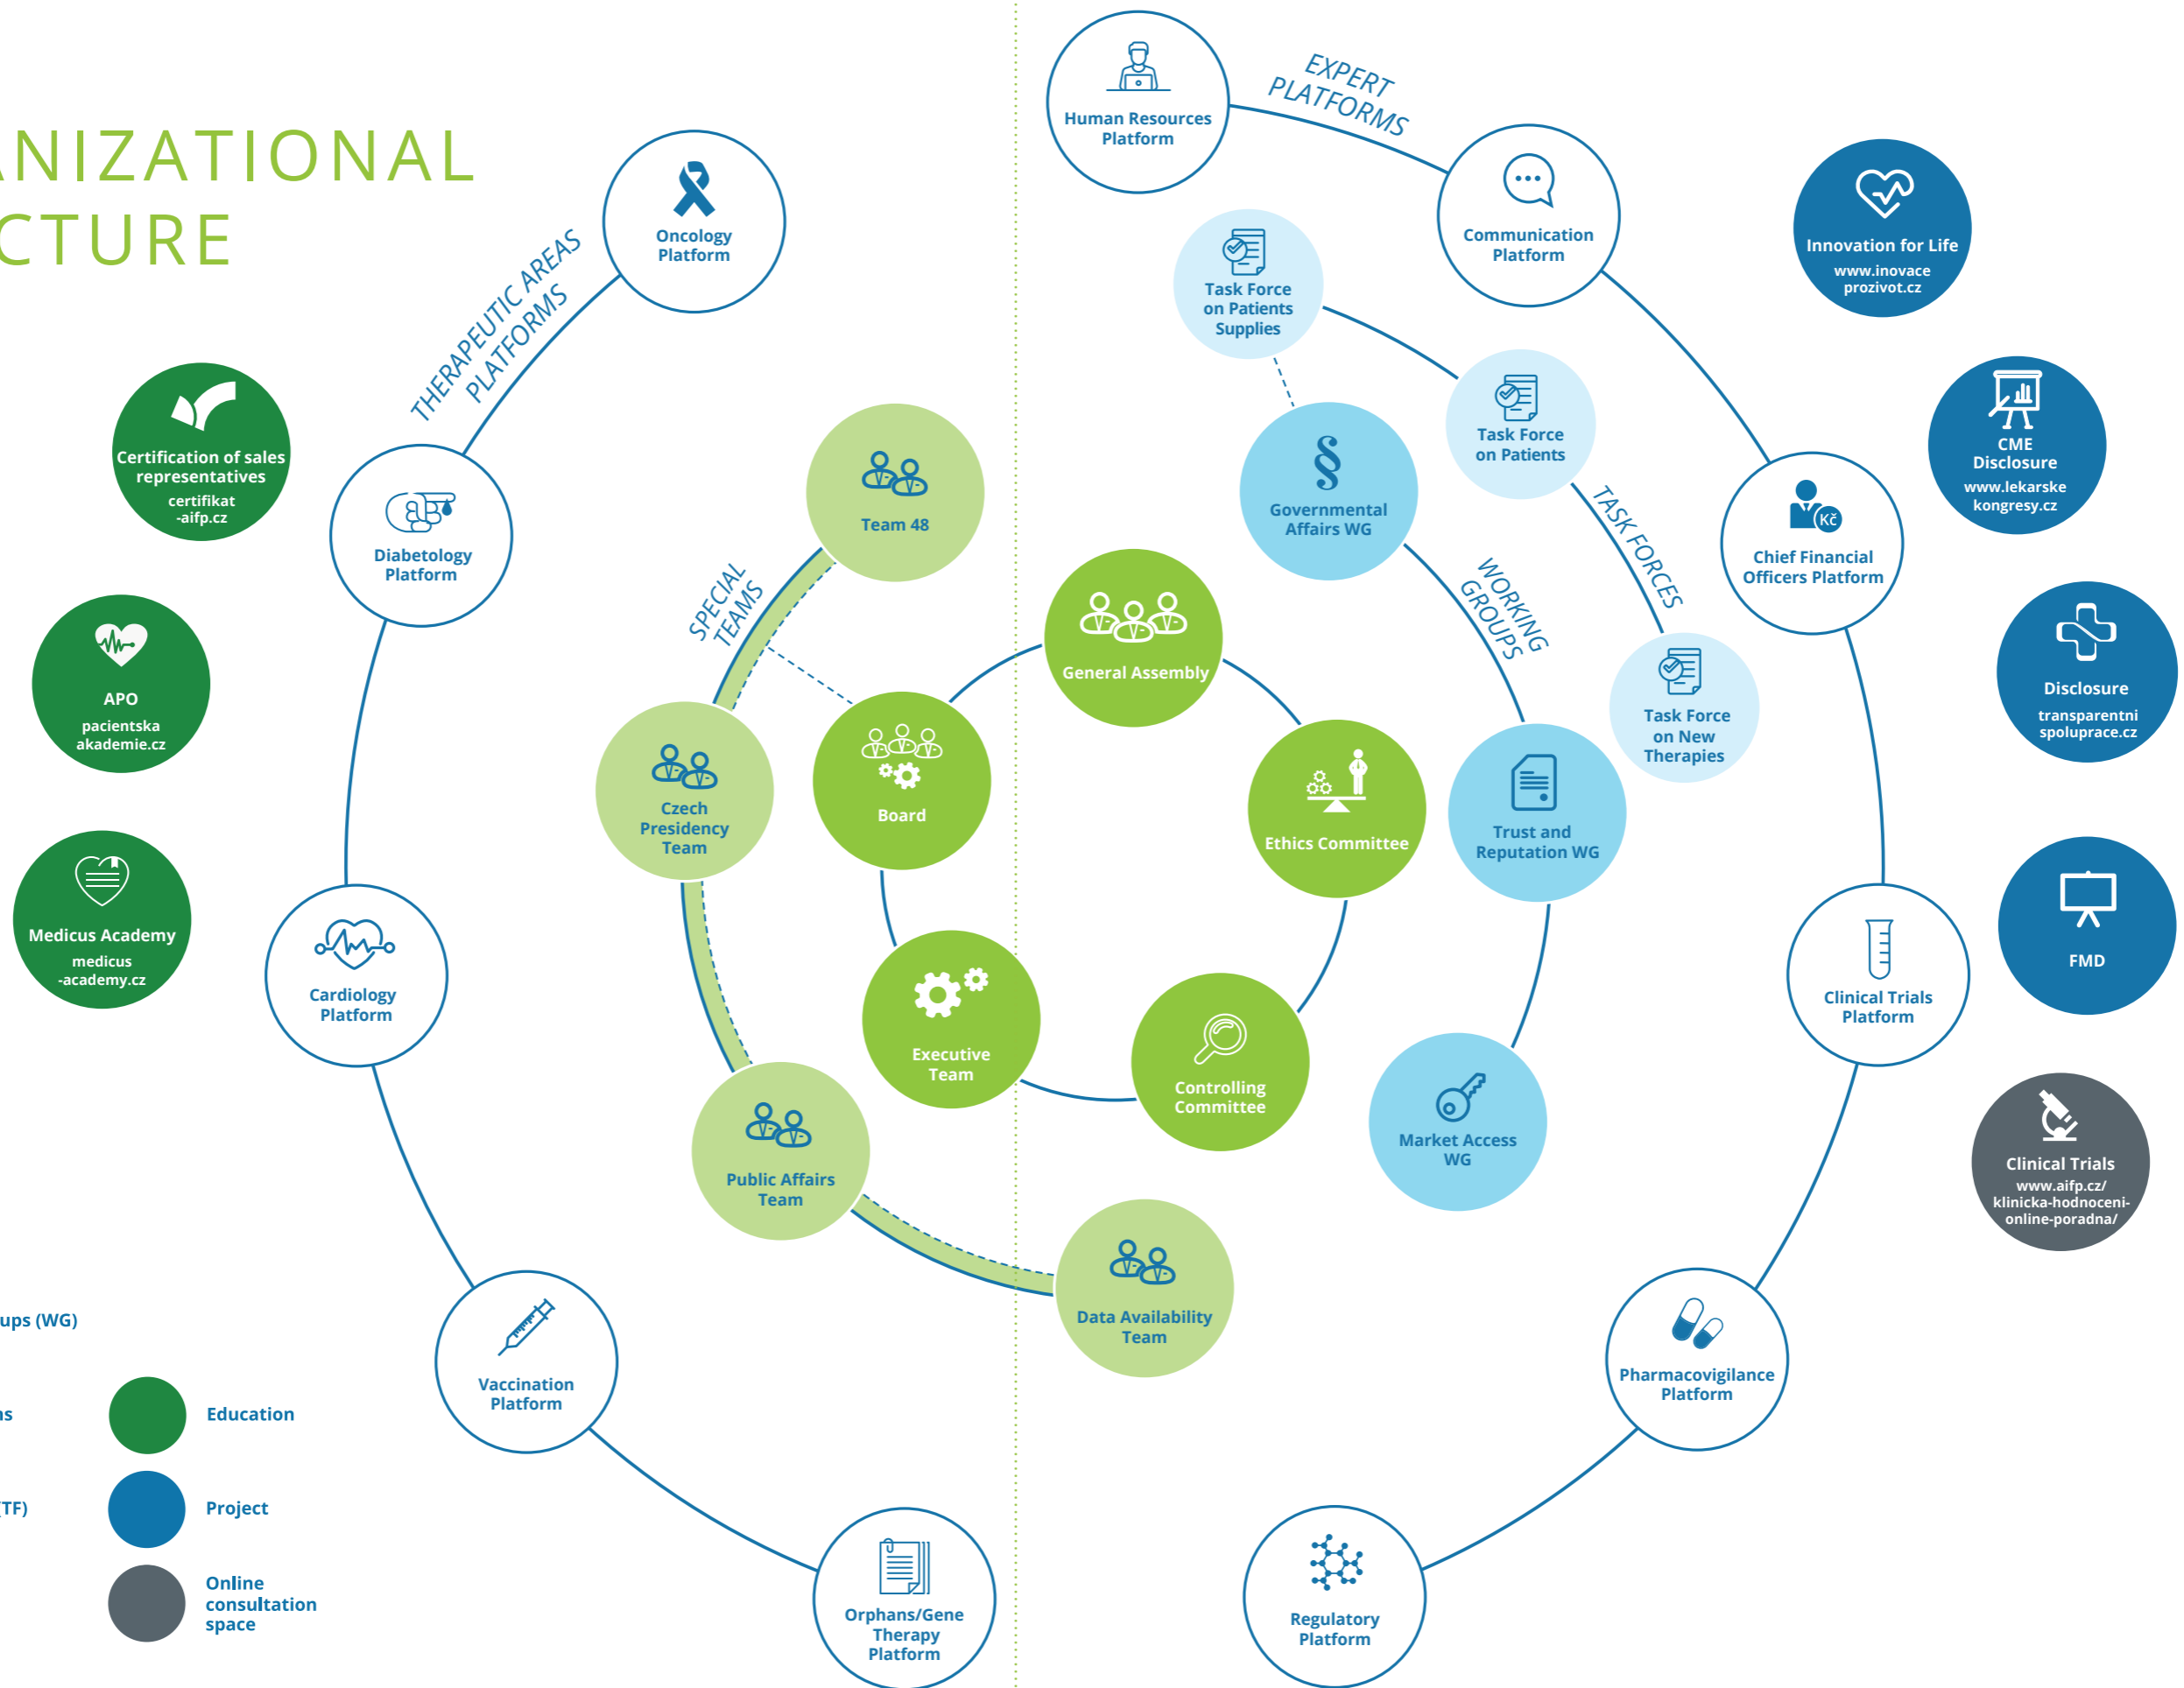 ANIZATIONAL
CTURE
THERAPEUTIC AREAS
PLATFORMS
Oncology
Platform
Diabetology
Platform
Cardiology
Platform
Vaccination
Platform
Orphans/Gene
Therapy
Platform
Certification of sales
representatives
certifikat
-aifp.cz
APO
pacientska
akademie.cz
Medicus Academy
medicus
-academy.cz
SPECIAL
TEAMS
Team 48
Czech
Presidency
Team
Public Affairs
Team
Data Availability
Team
General Assembly
Board
Ethics Committee
Executive
Team
Controlling
Committee
WORKING
GROUPS
Governmental
Affairs WG
Trust and
Reputation WG
Market Access
WG
TASK FORCES
Task Force
on Patients
Supplies
Task Force
on Patients
Task Force
on New
Therapies
EXPERT
PLATFORMS
Human Resources
Platform
Communication
Platform
Kč
Chief Financial
Officers Platform
Clinical Trials
Platform
Pharmacovigilance
Platform
Regulatory
Platform
Innovation for Life
www.inovace
prozivot.cz
CME
Disclosure
www.lekarske
kongresy.cz
Disclosure
transparentni
spoluprace.cz
FMD
Clinical Trials
www.aifp.cz/
klinicka-hodnoceni-
online-poradna/
ups (WG)
ns
(TF)
Education
Project
Online
consultation
space